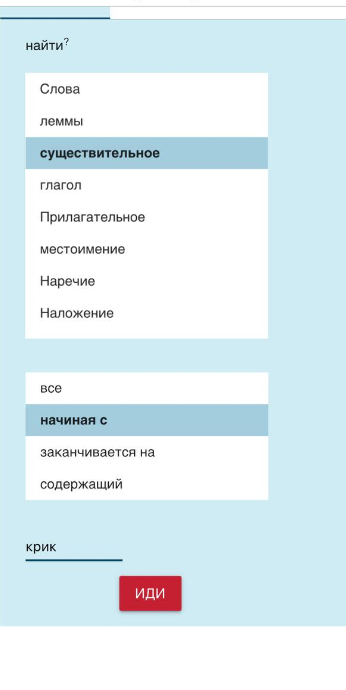 найти?
Слова
леммы
существительное
глагол
Прилагательное
местоимение
Наречие
Наложение
все
начиная с
заканчивается на
содержащий
крик
ИДИ